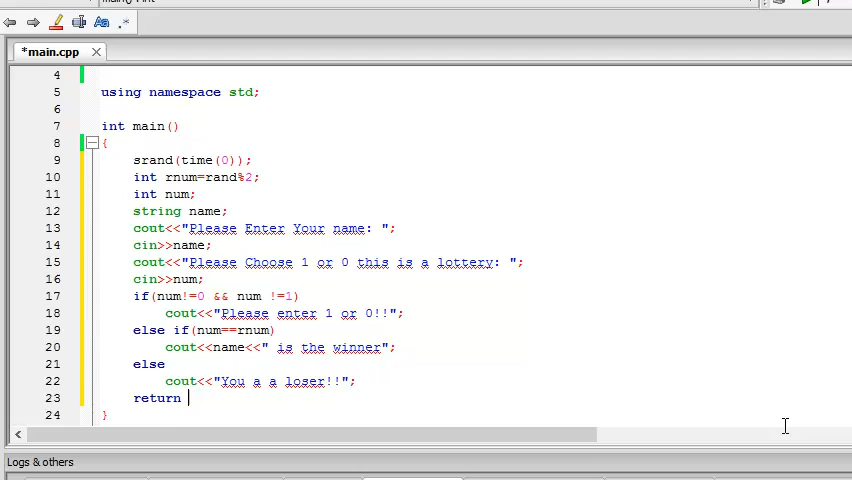 Aa .*
*main.cpp
4
5 using namespace std;
6
7 int main()
8 {
9 srand(time(0));
10 int rnum=rand%2;
11 int num;
12 string name;
13 cout<<"Please Enter Your name: ";
14 cin>>name;
15 cout<<"Please Choose 1 or 0 this is a lottery: ";
16 cin>>num;
17 if(num!=0 && num !=1)
18 cout<<"Please enter 1 or 0!!";
19 else if(num==rnum)
20 cout<<name<<" is the winner";
21 else
22 cout<<"You a a loser!!";
23 return
24 }
Logs & others